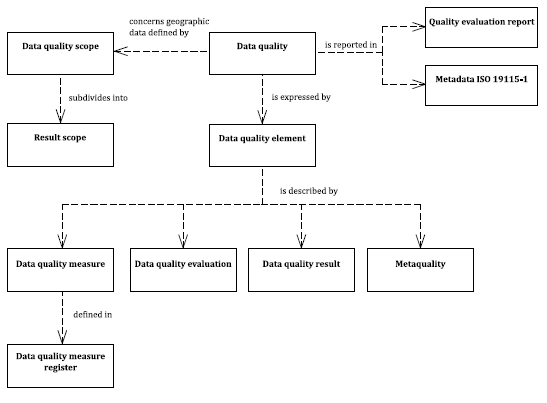 concerns geographic
data defined by
Quality evaluation report
Data quality scope
Data quality
is reported in
Metadata ISO 19115-1
subdivides into
is expressed by
Result scope
Data quality element
is described by
Data quality measure
Data quality evaluation
Data quality result
Metaquality
defined in
Data quality measure
register